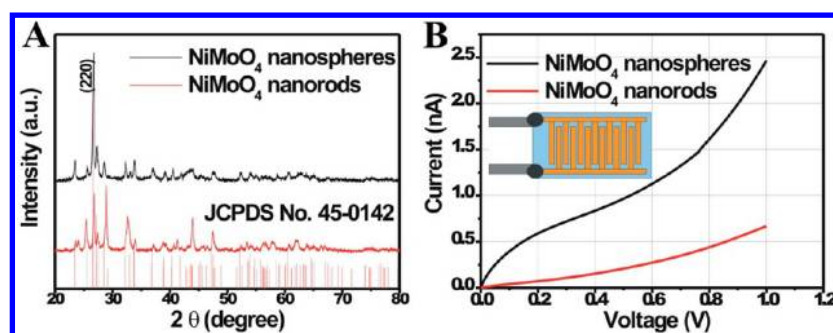 A
NiMoO4 nanospheres
NiMoO4 nanorods
(220)
JCPDS No. 45-0142
Intensity (a.u.)
20 30 40 50 60 70 80
2 θ (degree)
B
NiMoO4 nanospheres
NiMoO4 nanorods
Current (nA)
2.5
2.0
1.5
1.0
0.5
0.0
0.0 0.2 0.4 0.6 0.8 1.0 1.2
Voltage (V)